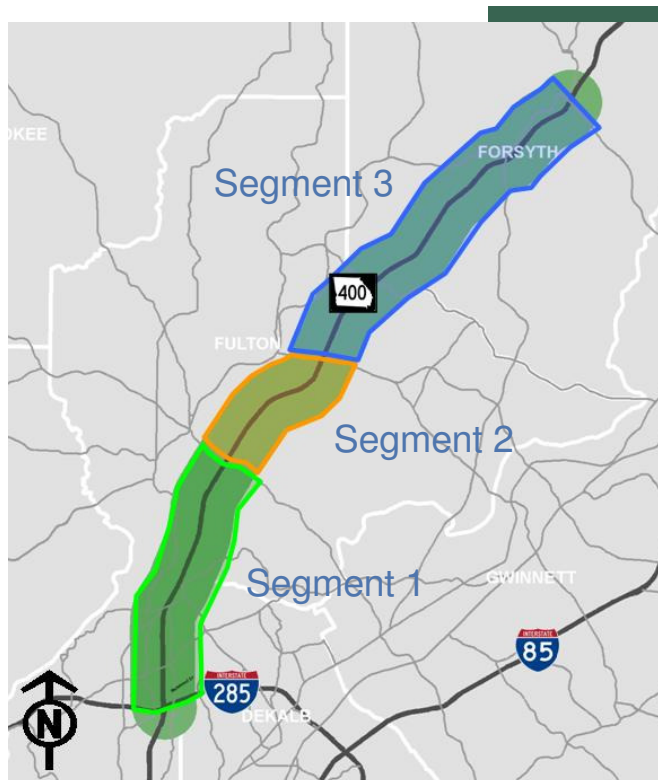 OKEE
FORSYTH
Segment 3
400
FULTON
Segment 2
Segment 1
GWINNETT
INTERSTATE
85
INTERSTATE
285
DEKALB
N